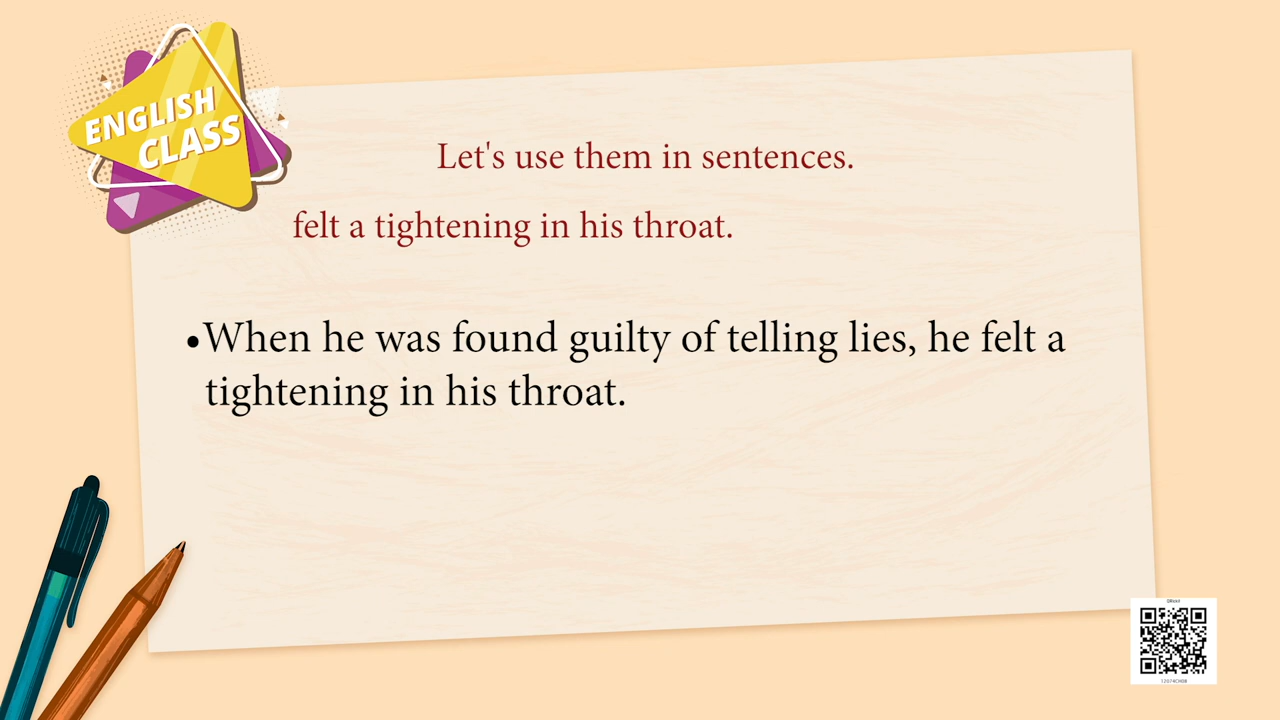 ENGLISH
CLASS
Let's use them in sentences.
felt a tightening in his throat.
•When he was found guilty of telling lies, he felt a
tightening in his throat.
12074CH08